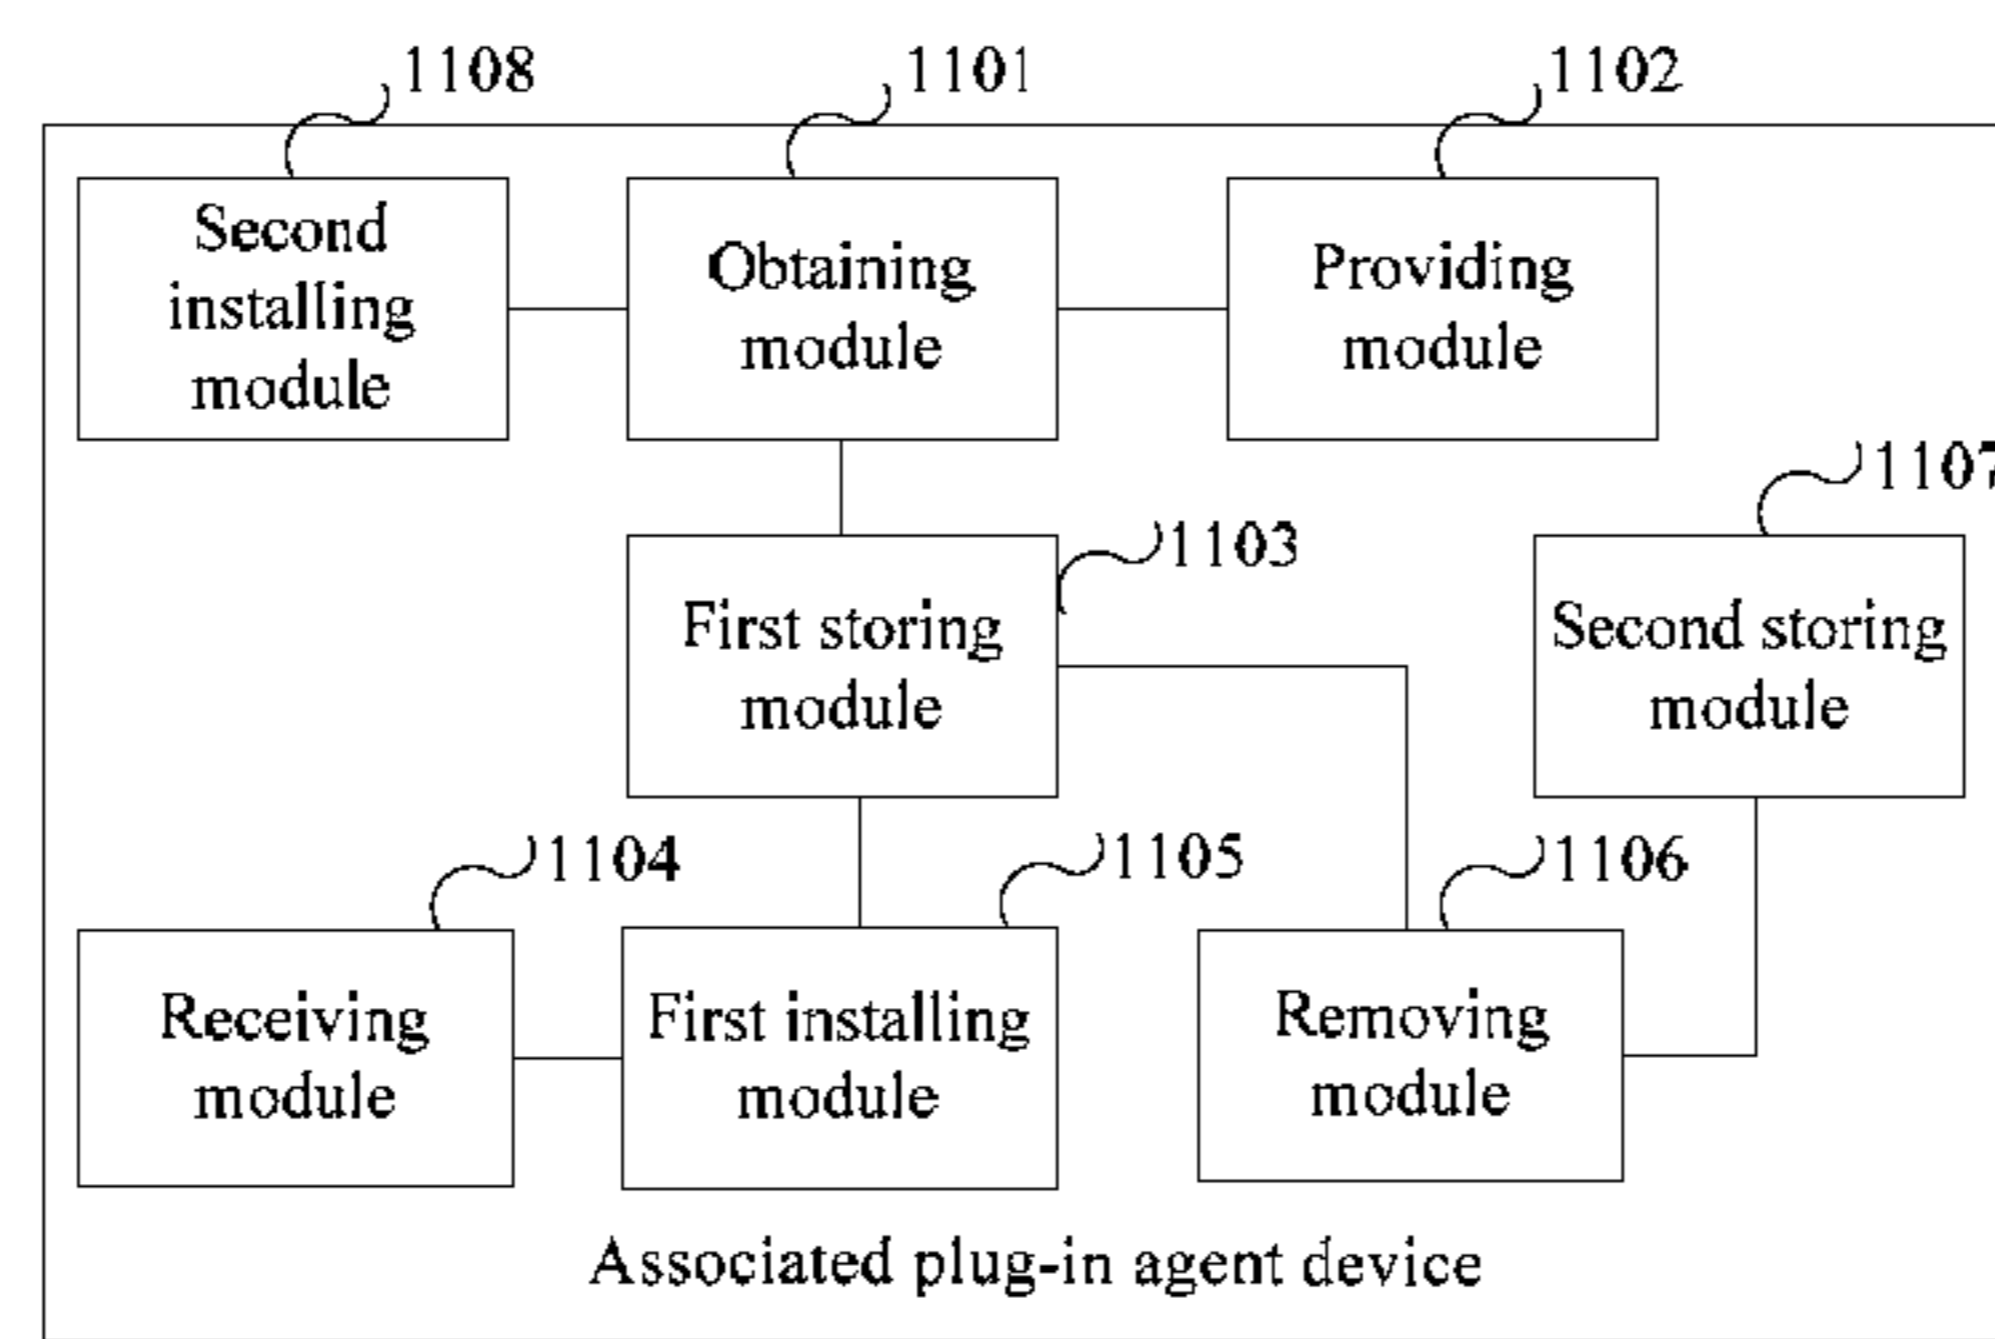 1108
1101
1102
Second
installing
module
Obtaining
module
Providing
module
1107
1103
First storing
module
Second storing
module
1104
1105
1106
Receiving
module
First installing
module
Removing
module
Associated plug-in agent device